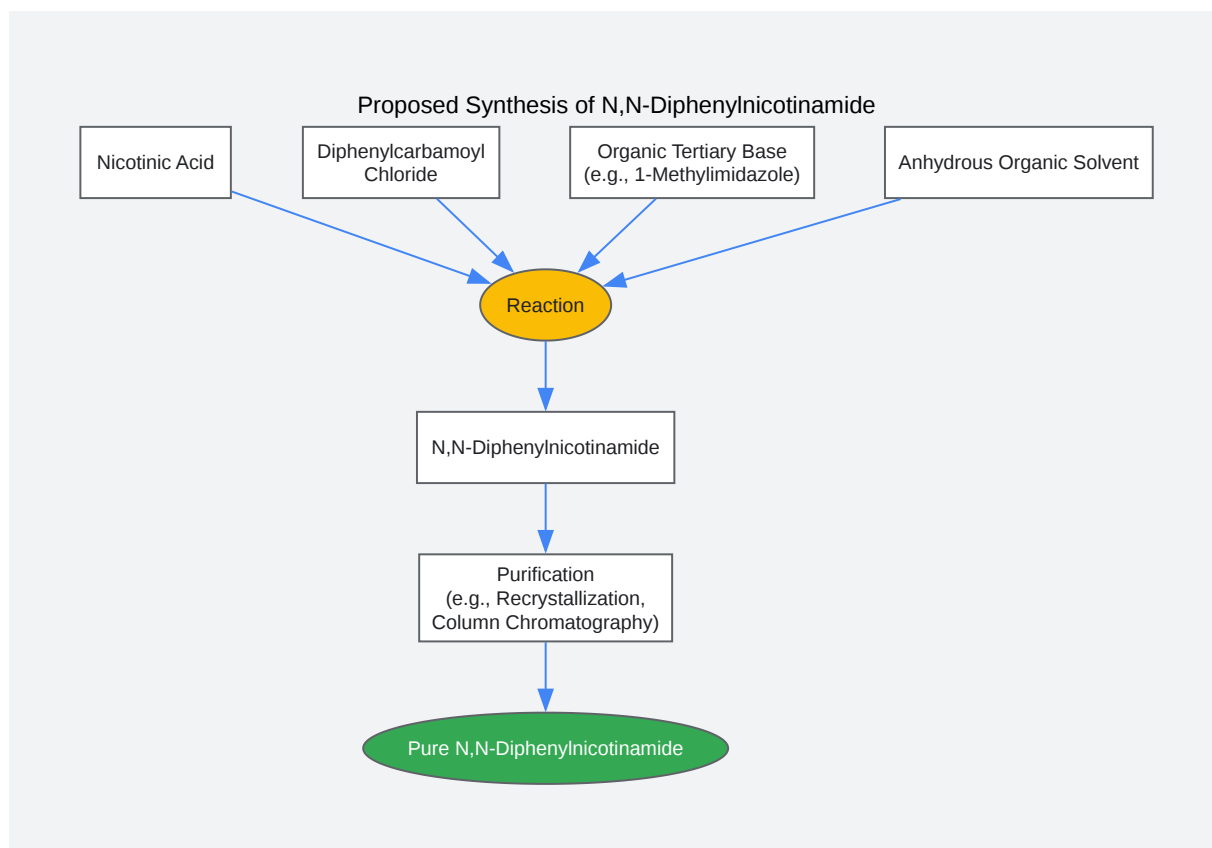 Proposed Synthesis of N,N-Diphenylnicotinamide
Nicotinic Acid
Diphenylcarbamoyl
Chloride
Organic Tertiary Base
(e.g., 1-Methylimidazole)
Anhydrous Organic Solvent
Reaction
N,N-Diphenylnicotinamide
Purification
(e.g., Recrystallization,
Column Chromatography)
Pure N,N-Diphenylnicotinamide